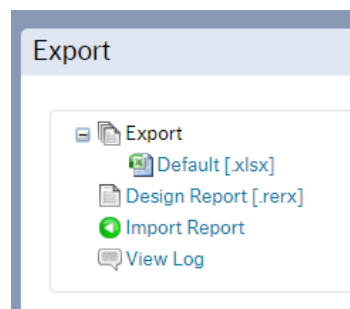 Export
Export
Default [.xlsx]
Design Report [.rerx]
Import Report
View Log